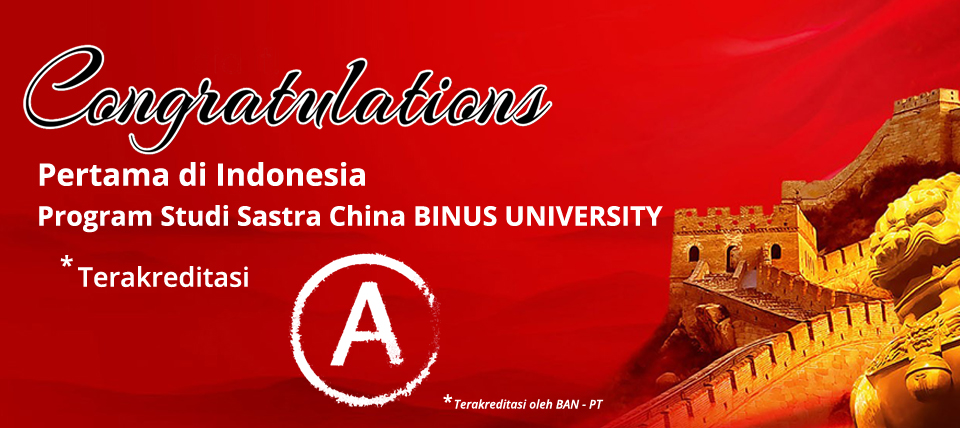 Congratulations
Pertama di Indonesia
Program Studi Sastra China BINUS UNIVERSITY
* Terakreditasi
A
* Terakreditasi oleh BAN - PT